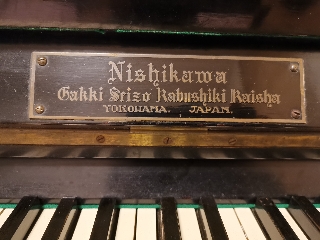 Nishikawa
Gakki Seizo Kabushiki Kaisha
YOKOHAMA. JAPAN.